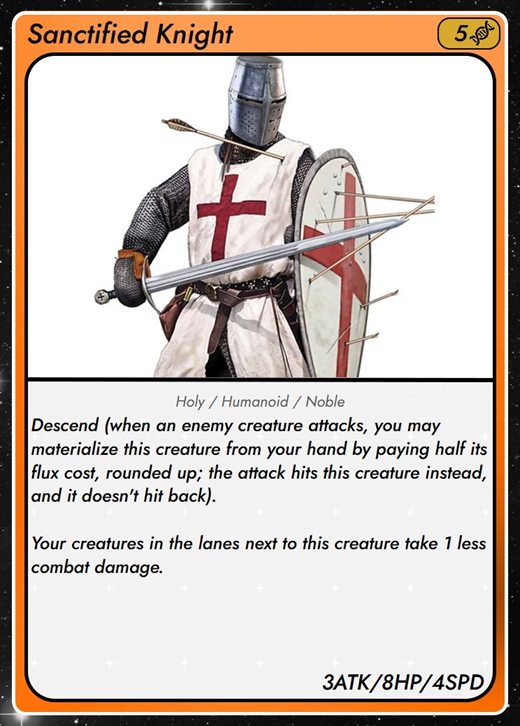 Sanctified Knight
5
Holy / Humanoid / Noble
Descend (when an enemy creature attacks, you may
materialize this creature from your hand by paying half its
flux cost, rounded up; the attack hits this creature instead,
and it doesn't hit back).
Your creatures in the lanes next to this creature take 1 less
combat damage.
3ATK/8HP/4SPD